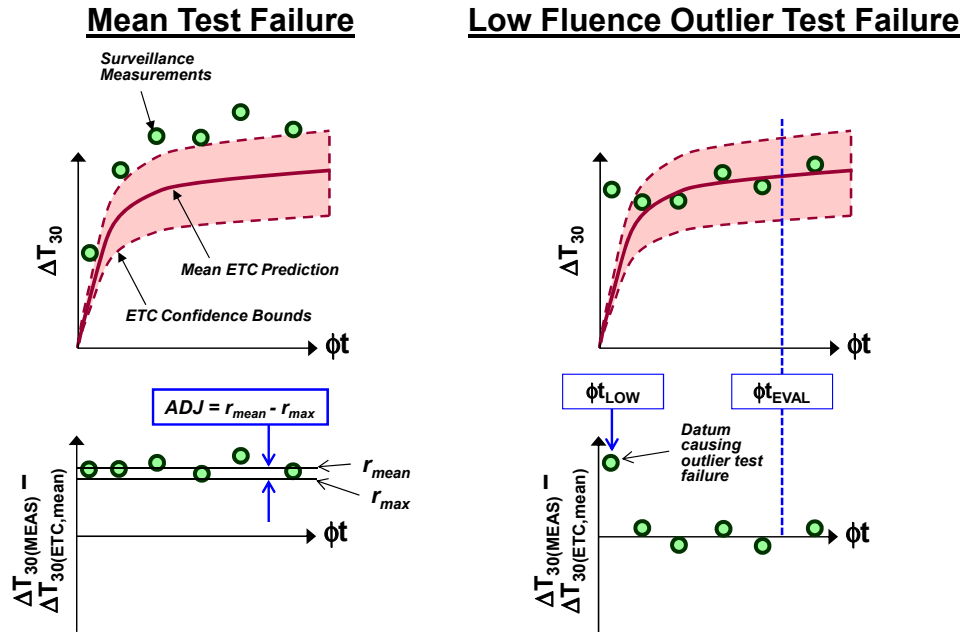 Mean Test Failure
Low Fluence Outlier Test Failure
Surveillance
Measurements
ΔT30
Mean ETC Prediction
ETC Confidence Bounds
ϕt
ΔT30
ϕt
ADJ = rmean - rmax
rmean
rmax
ϕt
ΔT30(MEAS) –
ΔT30(ETC,mean)
ϕtLOW
ϕtEVAL
Datum
causing
outlier test
failure
ϕt
ΔT30(MEAS) –
ΔT30(ETC,mean)